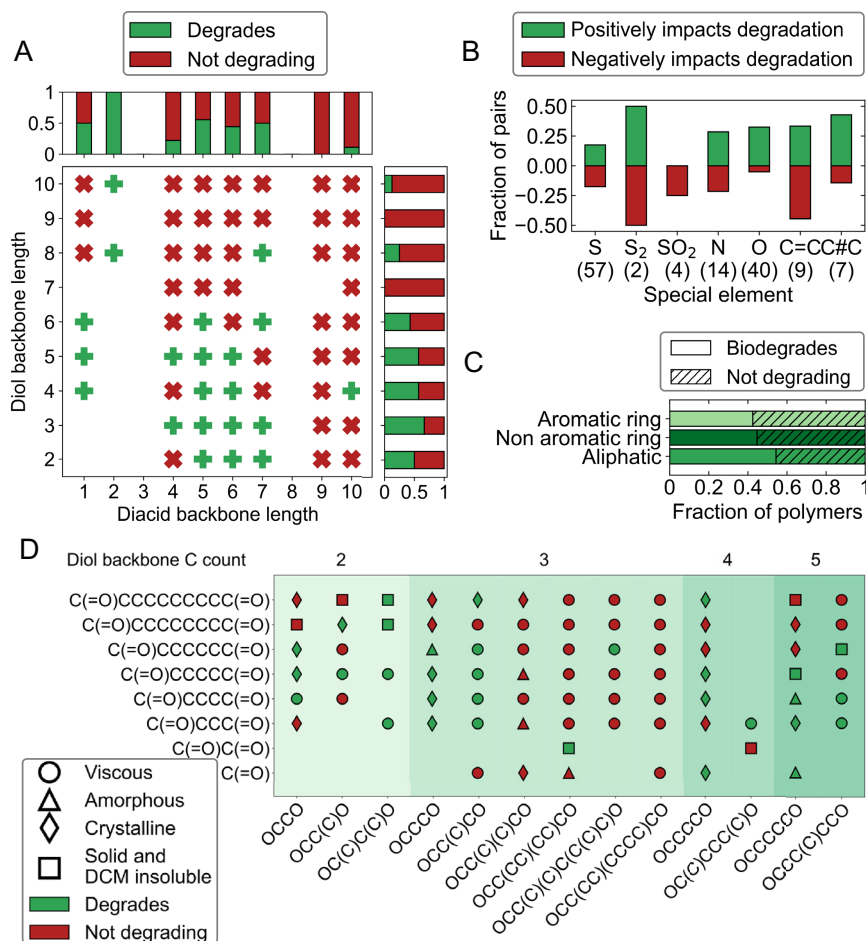 A
Degrades
Not degrading
1
0.5
0
Diol backbone length
10
9
8
7
6
5
4
3
2
1 2 3 4 5 6 7 8 9 10
Diacid backbone length
0 0.5 1
B
Positively impacts degradation
Negatively impacts degradation
Fraction of pairs
0.50
0.25
0.00
−0.25
−0.50
S S2 SO2 N O C=C C#C
(57) (2) (4) (14) (40) (9) (7)
Special element
C
Biodegrades
Not degrading
Aromatic ring
Non aromatic ring
Aliphatic
0 0.2 0.4 0.6 0.8 1
Fraction of polymers
D
Diol backbone C count 2 3 4 5
C(=O)CCCCCCCCCC(=O)
C(=O)CCCCCCCCC(=O)
C(=O)CCCCCCC(=O)
C(=O)CCCCCC(=O)
C(=O)CCCCC(=O)
C(=O)CCCC(=O)
C(=O)C(=O)
C(=O)
Viscous
Amorphous
Crystalline
Solid and
DCM insoluble
Degrades
Not degrading
OCCO
OCC(C)O
OC(C)C(C)O
OCCCO
OCC(C)CO
OCC(C)(C)CO
OCC(CC)(CC)CO
OCC(C)(C)C(C(C)C)O
OCC(CC)(CCCC)CO
OCCCCO
OC(C)CCC(C)O
OCCCCCO
OCCC(C)CCO